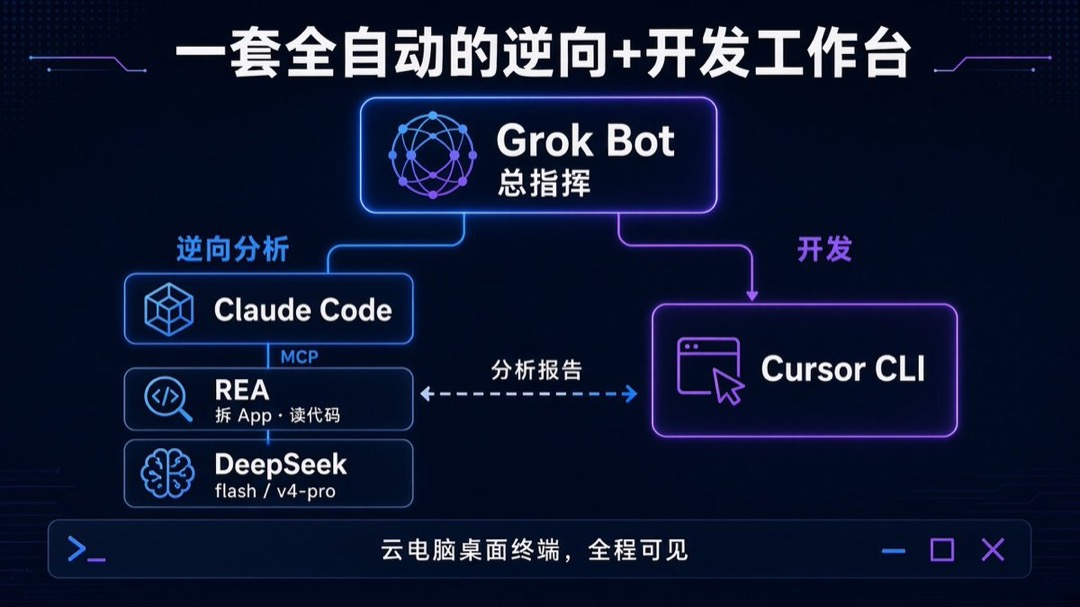 一套全自动的逆向+开发工作台
Grok Bot
总指挥
逆向分析
开发
Claude Code
MCP
REA
拆 App · 读代码
DeepSeek
flash / v4-pro
分析报告
Cursor CLI
>_
云电脑桌面终端，全程可见